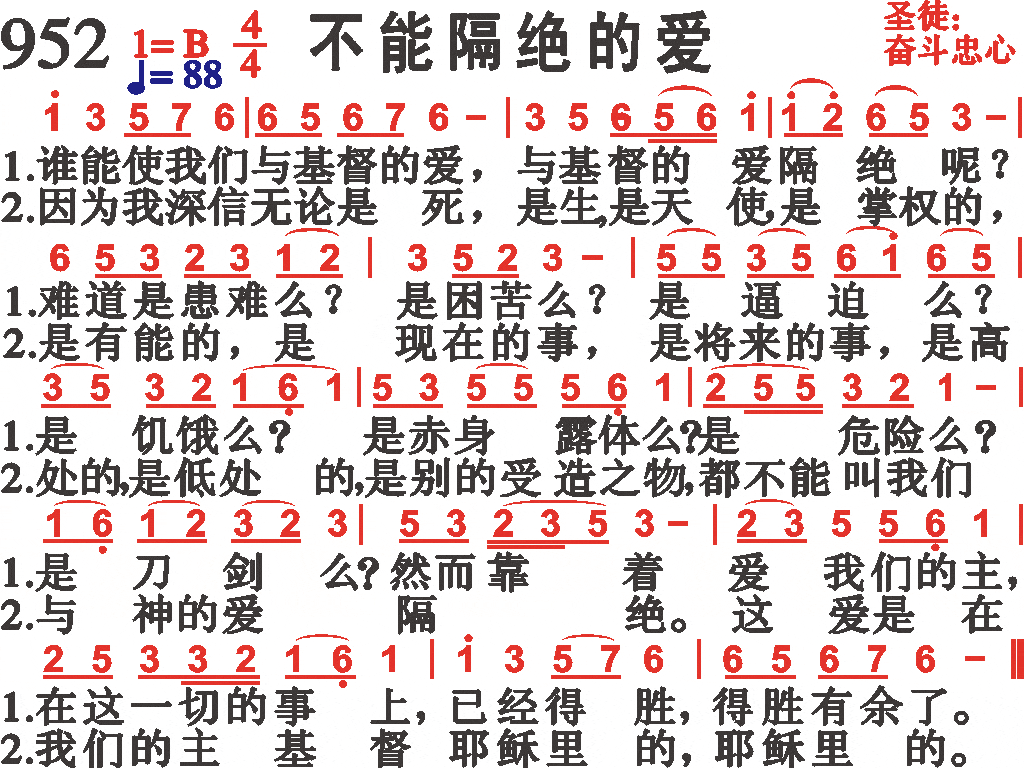 952 1=B 4/4 不能隔绝的爱 圣徒:
♩=88 奋斗忠心
1 3 5 7 6 | 6 5 6 7 6 – | 3 5 6 5 6 1 | 1 2 6 5 3 – |
1.谁能使我们与基督的爱，与基督的 爱隔 绝 呢？
2.因为我深信无论是 死，是生,是天 使,是 掌权的，
6 5 3 2 3 1 2 | 3 5 2 3 – | 5 5 3 5 6 1 6 5 |
1.难道是患难么？ 是困苦么？ 是 逼 迫 么？
2.是有能的，是 现在的事，是将来的事，是高
3 5 3 2 1 6 1 | 5 3 5 5 5 6 1 | 2 5 5 3 2 1 – |
1.是 饥饿么？ 是赤身 露体么?是 危险么？
2.处的,是低处 的,是别的受 造之物,都不能 叫我们
1 6 1 2 3 2 3 | 5 3 2 3 5 3 – | 2 3 5 5 6 1 |
1.是 刀 剑 么?然而靠 着 爱 我们的主，
2.与 神的爱 隔 绝。这 爱是 在
2 5 3 3 2 1 6 1 | 1 3 5 7 6 | 6 5 6 7 6 – ‖
1.在这一切的事 上，已经得 胜，得胜有余了。
2.我们的主 基 督 耶稣里 的,耶稣里 的。